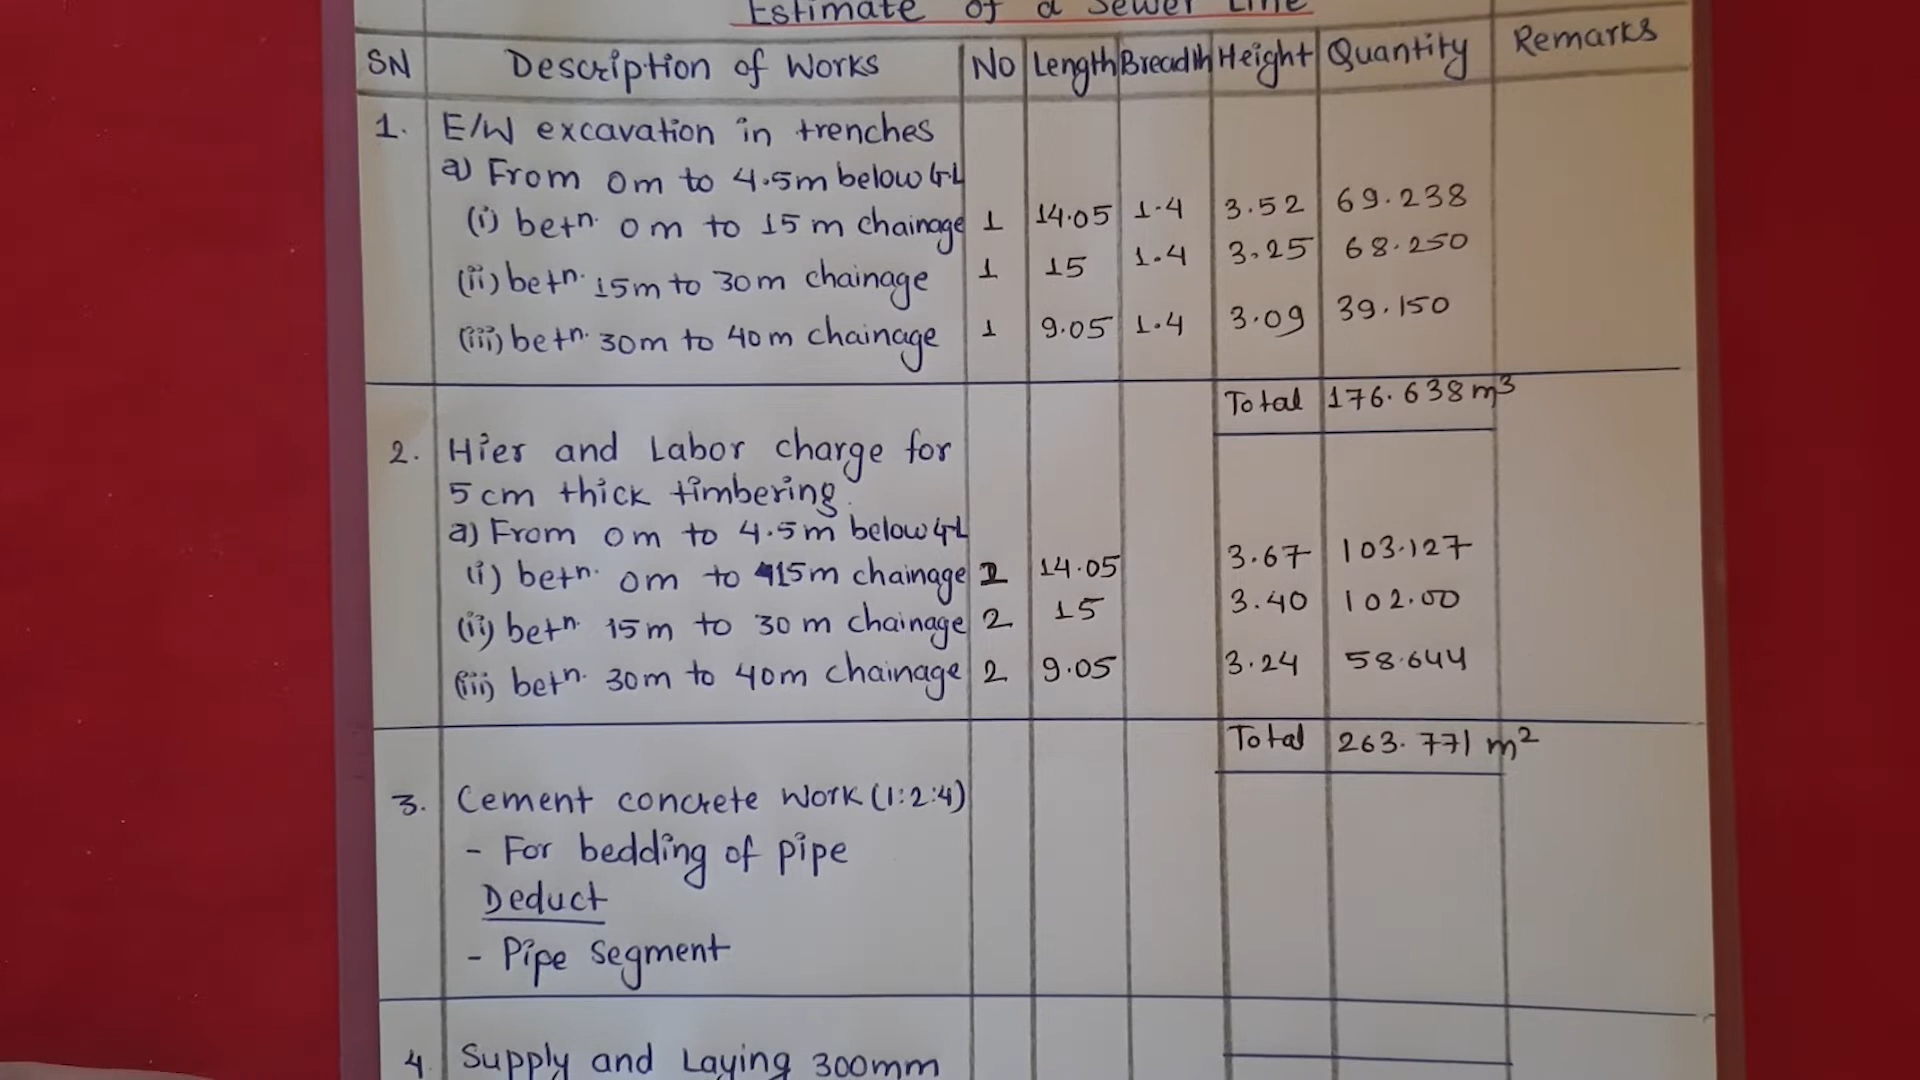 Estimate of a Sewer Line
SN Description of Works No Length Breadth Height Quantity Remarks
1. E/W excavation in trenches
a) From 0m to 4.5m below GL
(i) betn. 0m to 15m chainage 1 14.05 1.4 3.52 69.238
(ii) betn. 15m to 30m chainage 1 15 1.4 3.25 68.250
(iii) betn. 30m to 40m chainage 1 9.05 1.4 3.09 39.150
Total 176.638 m³
2. Hier and Labor charge for
5cm thick timbering.
a) From 0m to 4.5m below GL
(i) betn. 0m to 15m chainage 2 14.05 3.67 103.127
(ii) betn. 15m to 30m chainage 2 15 3.40 102.00
(iii) betn. 30m to 40m chainage 2 9.05 3.24 58.644
Total 263.771 m²
3. Cement concrete Work (1:2:4)
- For bedding of pipe
Deduct
- Pipe segment
4. Supply and Laying 300mm